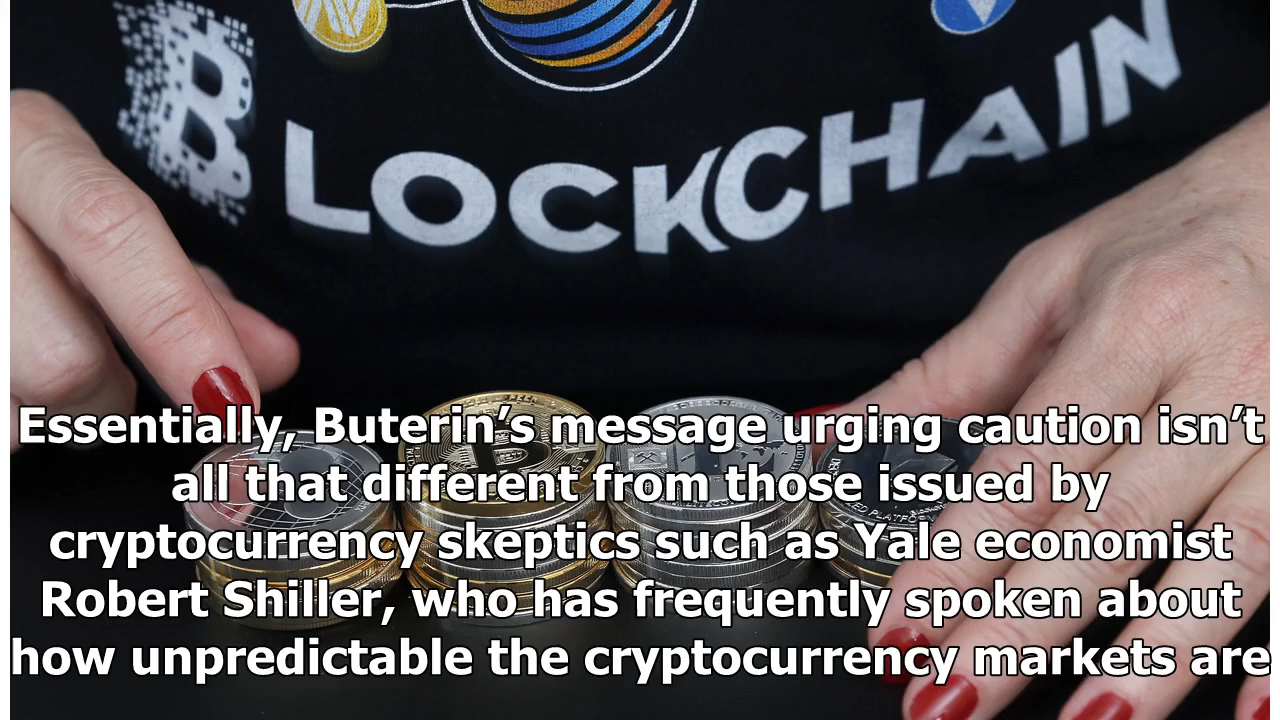 BLOCKCHAIN
Essentially, Buterin’s message urging caution isn’t
all that different from those issued by
cryptocurrency skeptics such as Yale economist
Robert Shiller, who has frequently spoken about
how unpredictable the cryptocurrency markets are